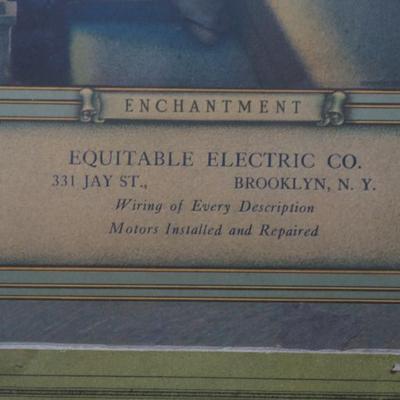 ENCHANTMENT
EQUITABLE ELECTRIC CO.
331 JAY ST., BROOKLYN, N. Y.
Wiring of Every Description
Motors Installed and Repaired